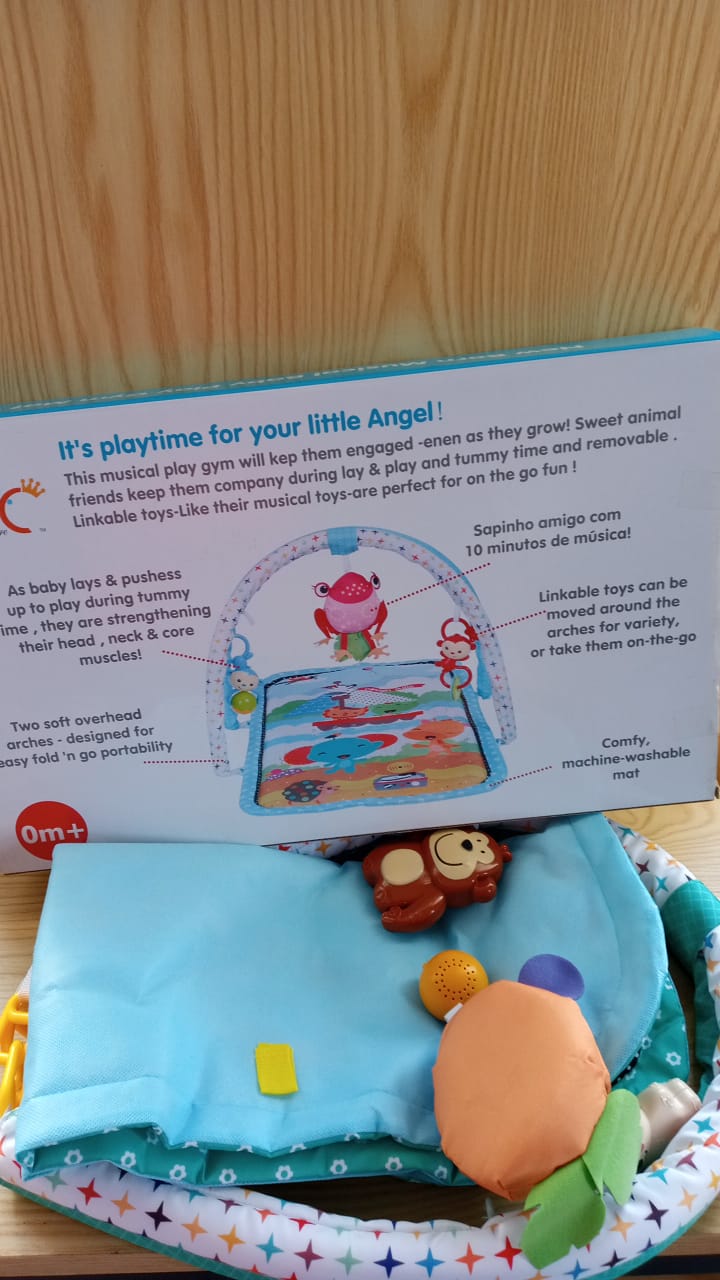 It's playtime for your little Angel!
This musical play gym will kep them engaged -enen as they grow! Sweet animal
friends keep them company during lay & play and tummy time and removable .
Linkable toys-Like their musical toys-are perfect for on the go fun !
Sapinho amigo com
10 minutos de música!
As baby lays & pushess
up to play during tummy
ime , they are strengthening
their head , neck & core
muscles!
Linkable toys can be
moved around the
arches for variety,
or take them on-the-go
Two soft overhead
arches - designed for
easy fold 'n go portability
Comfy,
machine-washable
mat
0m+